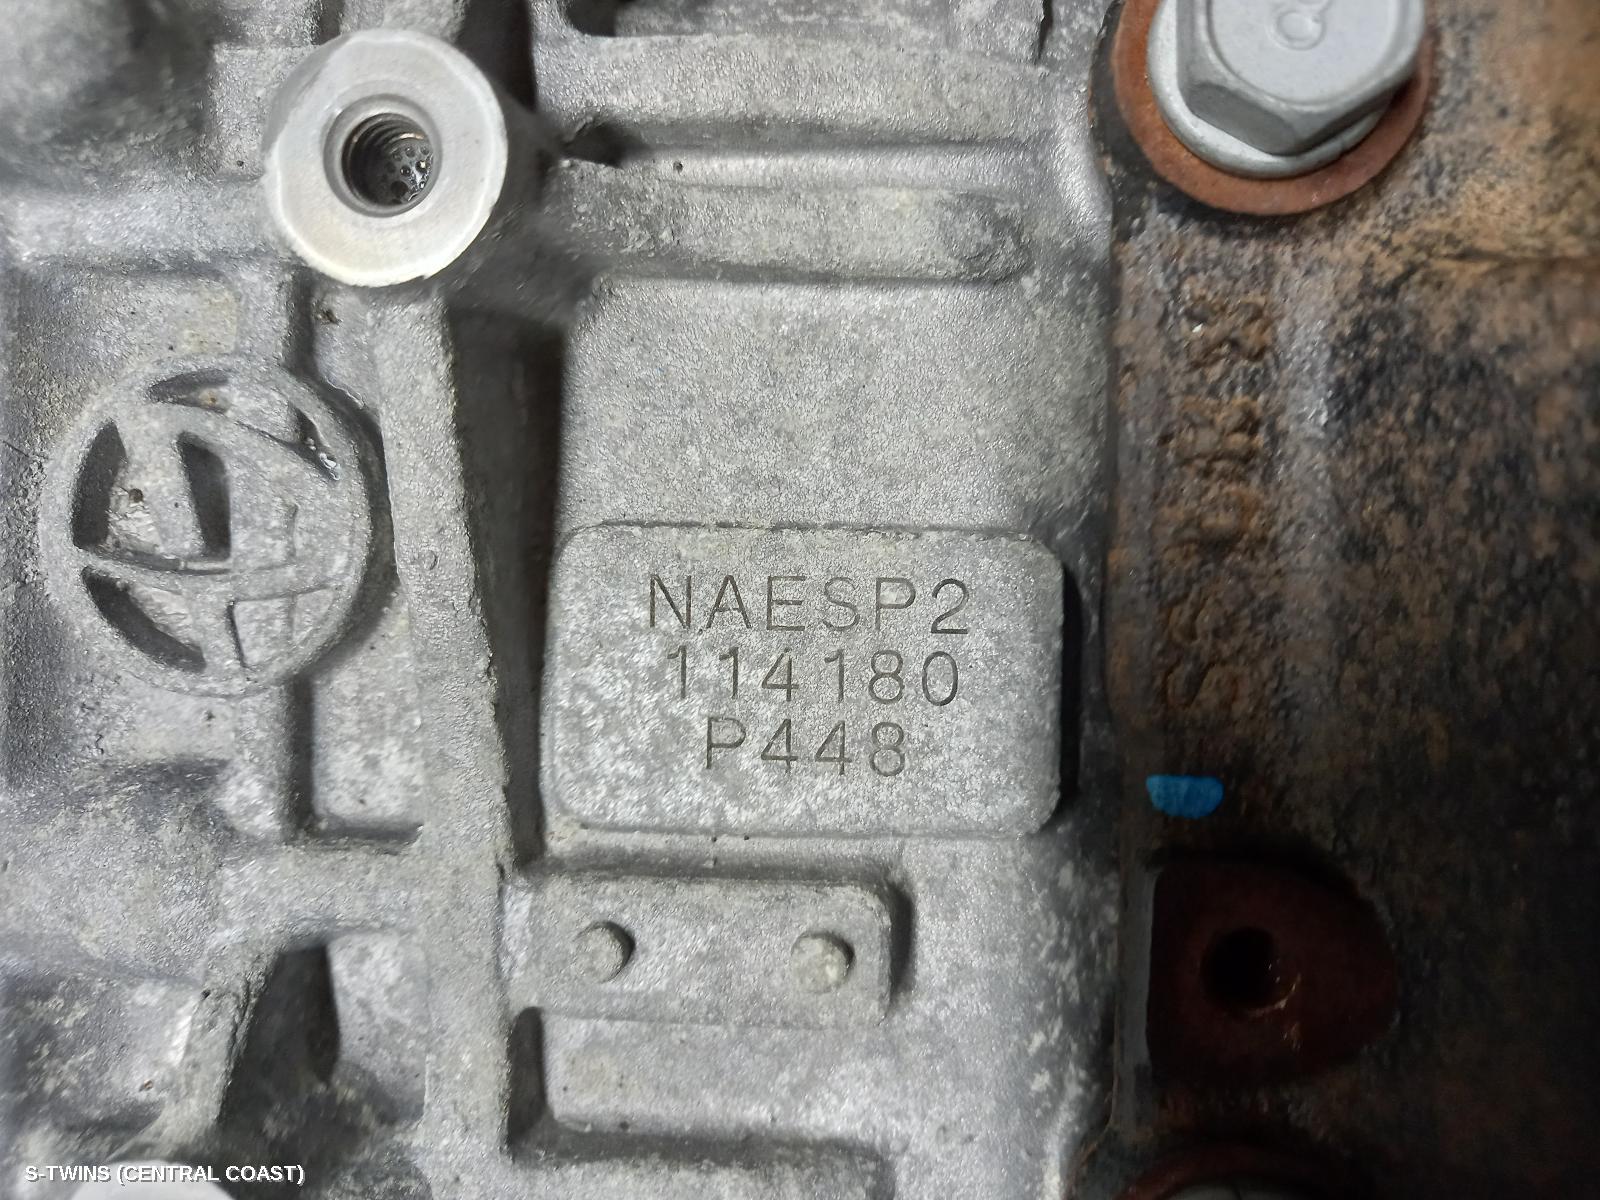 NAESP2
114180
P448
S-TWINS (CENTRAL COAST)